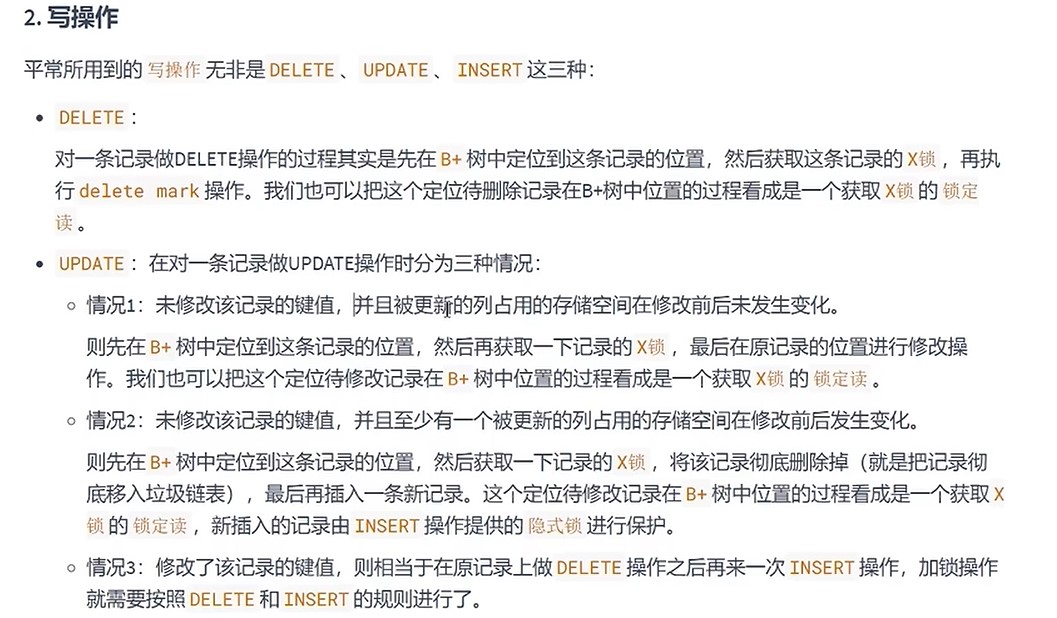 2. 写操作
平常所用到的 写操作 无非是 DELETE 、 UPDATE 、 INSERT 这三种：
• DELETE ：
对一条记录做DELETE操作的过程其实是先在 B+ 树中定位到这条记录的位置，然后获取这条记录的 X锁 ，再执
行 delete mark 操作。我们也可以把这个定位待删除记录在B+树中位置的过程看成是一个获取 X锁 的 锁定
读 。
• UPDATE ：在对一条记录做UPDATE操作时分为三种情况：
○ 情况1：未修改该记录的键值，并且被更新的列占用的存储空间在修改前后未发生变化。
则先在 B+ 树中定位到这条记录的位置，然后再获取一下记录的 X锁 ，最后在原记录的位置进行修改操
作。我们也可以把这个定位待修改记录在 B+ 树中位置的过程看成是一个获取 X锁 的 锁定读 。
○ 情况2：未修改该记录的键值，并且至少有一个被更新的列占用的存储空间在修改前后发生变化。
则先在 B+ 树中定位到这条记录的位置，然后获取一下记录的 X锁 ，将该记录彻底删除掉（就是把记录彻
底移入垃圾链表），最后再插入一条新记录。这个定位待修改记录在 B+ 树中位置的过程看成是一个获取 X
锁 的 锁定读 ，新插入的记录由 INSERT 操作提供的 隐式锁 进行保护。
○ 情况3：修改了该记录的键值，则相当于在原记录上做 DELETE 操作之后再来一次 INSERT 操作，加锁操作
就需要按照 DELETE 和 INSERT 的规则进行了。